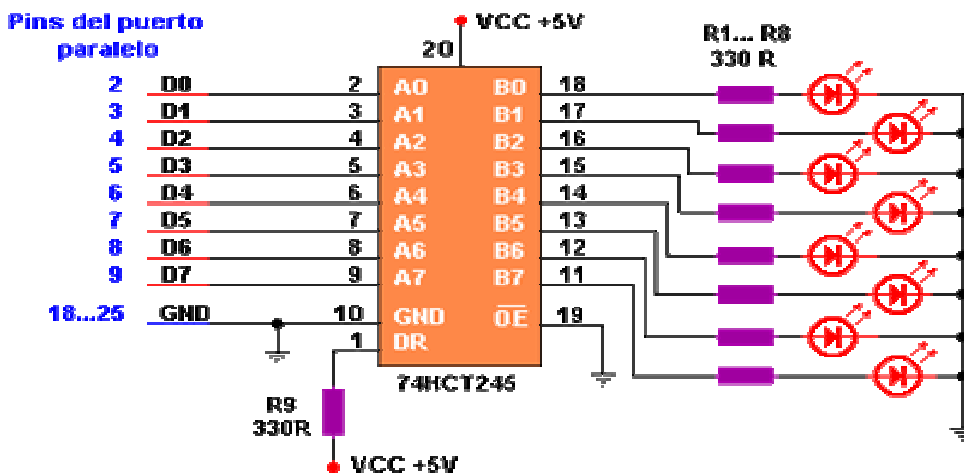 Pins del puerto
paralelo
VCC +5V
20
R1... R8
330 R
2 D0 2 A0 B0 18
3 D1 3 A1 B1 17
4 D2 4 A2 B2 16
5 D3 5 A3 B3 15
6 D4 6 A4 B4 14
7 D5 7 A5 B5 13
8 D6 8 A6 B6 12
9 D7 9 A7 B7 11
18...25 GND 10 GND OE 19
1 DR
74HCT245
R9
330R
VCC +5V